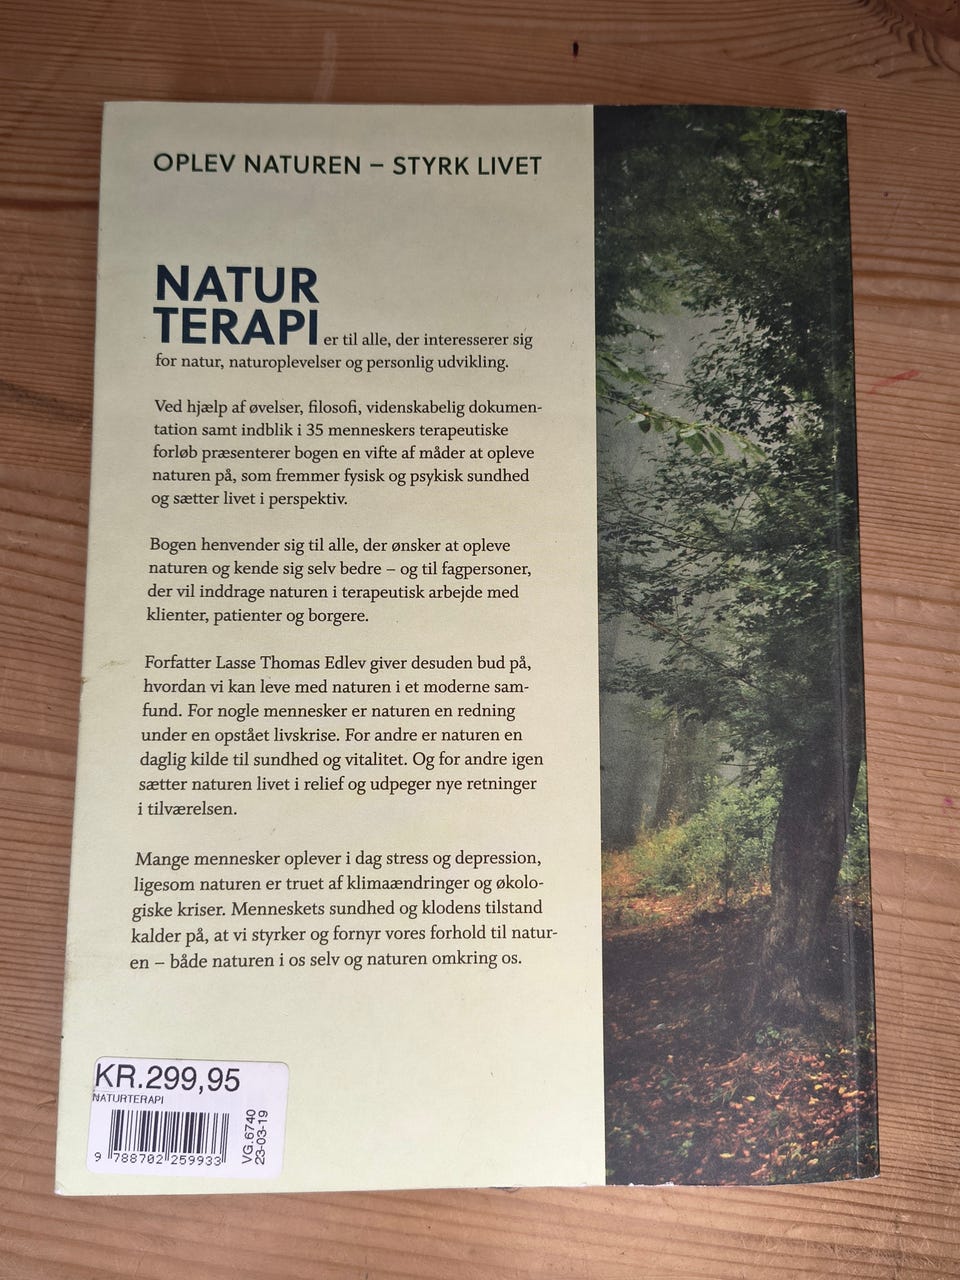 OPLEV NATUREN – STYRK LIVET
NATUR
TERAPI er til alle, der interesserer sig
for natur, naturoplevelser og personlig udvikling.
Ved hjælp af øvelser, filosofi, videnskabelig dokumen-
tation samt indblik i 35 menneskers terapeutiske
forløb præsenterer bogen en vifte af måder at opleve
naturen på, som fremmer fysisk og psykisk sundhed
og sætter livet i perspektiv.
Bogen henvender sig til alle, der ønsker at opleve
naturen og kende sig selv bedre – og til fagpersoner,
der vil inddrage naturen i terapeutisk arbejde med
klienter, patienter og borgere.
Forfatter Lasse Thomas Edlev giver desuden bud på,
hvordan vi kan leve med naturen i et moderne sam-
fund. For nogle mennesker er naturen en redning
under en opstået livskrise. For andre er naturen en
daglig kilde til sundhed og vitalitet. Og for andre igen
sætter naturen livet i relief og udpeger nye retninger
i tilværelsen.
Mange mennesker oplever i dag stress og depression,
ligesom naturen er truet af klimaændringer og økolo-
giske kriser. Menneskets sundhed og klodens tilstand
kalder på, at vi styrker og fornyr vores forhold til natur-
en – både naturen i os selv og naturen omkring os.
KR.299,95
NATURTERAPI
9 788702 259933
VG.6740
23-03-19